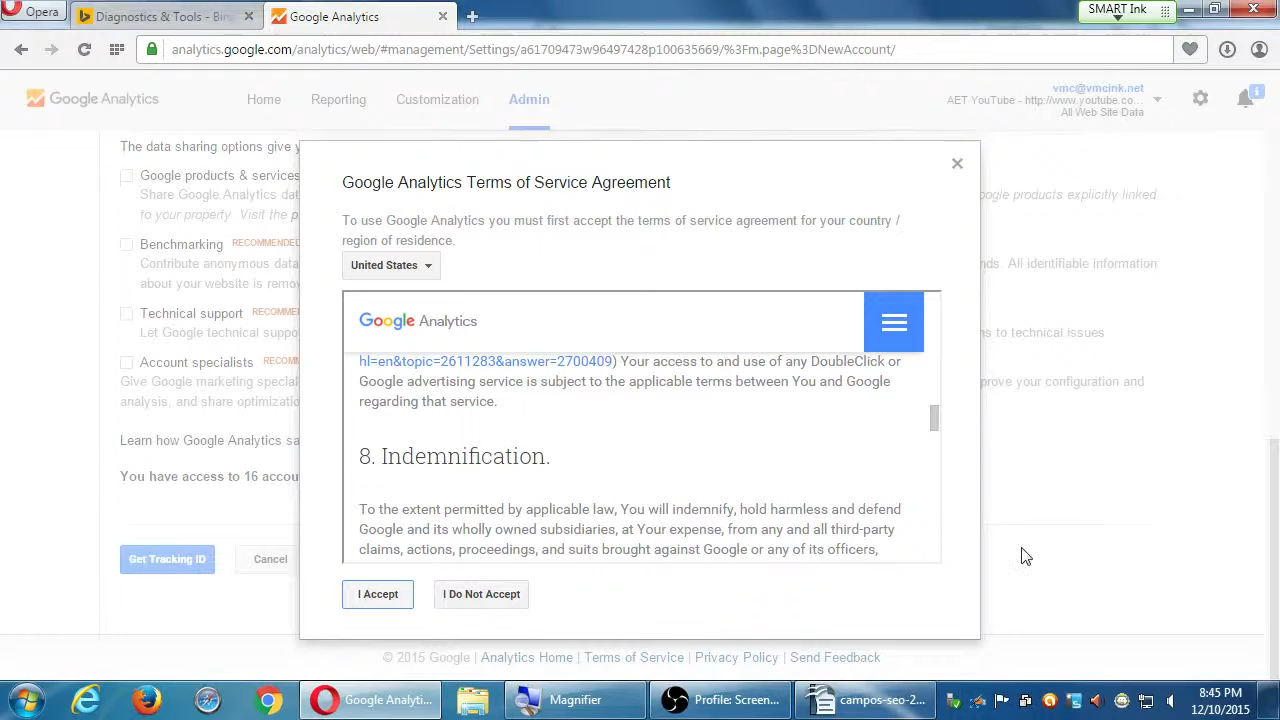 Opera
Diagnostics & Tools - Bin
Google Analytics
SMART Ink
analytics.google.com/analytics/web/#management/Settings/a61709473w96497428p100635669/%3Fm.page%3DNewAccount/
Google Analytics
Home
Reporting
Customization
Admin
vmc@vmcink.net
AET YouTube - http://www.youtube.co...
All Web Site Data
The data sharing options give y
Google products & services
Share Google Analytics dat
oogle products explicitly linked
to your property. Visit the p
Benchmarking RECOMMENDED
Contribute anonymous data
nds. All identifiable information
about your website is remov
Technical support RECOMME
Let Google technical suppo
ns to technical issues
Account specialists RECOM
Give Google marketing special
prove your configuration and
analysis, and share optimizatio
Learn how Google Analytics sa
You have access to 16 accou
Get Tracking ID
Cancel
Google Analytics Terms of Service Agreement
To use Google Analytics you must first accept the terms of service agreement for your country /
region of residence.
United States
Google Analytics
hl=en&topic=2611283&answer=2700409) Your access to and use of any DoubleClick or
Google advertising service is subject to the applicable terms between You and Google
regarding that service.
8. Indemnification.
To the extent permitted by applicable law, You will indemnify, hold harmless and defend
Google and its wholly owned subsidiaries, at Your expense, from any and all third-party
claims, actions, proceedings, and suits brought against Google or any of its officers,
I Accept
I Do Not Accept
© 2015 Google | Analytics Home | Terms of Service | Privacy Policy | Send Feedback
Google Analyti...
Magnifier
Profile: Screen...
campos-seo-2...
8:45 PM
12/10/2015